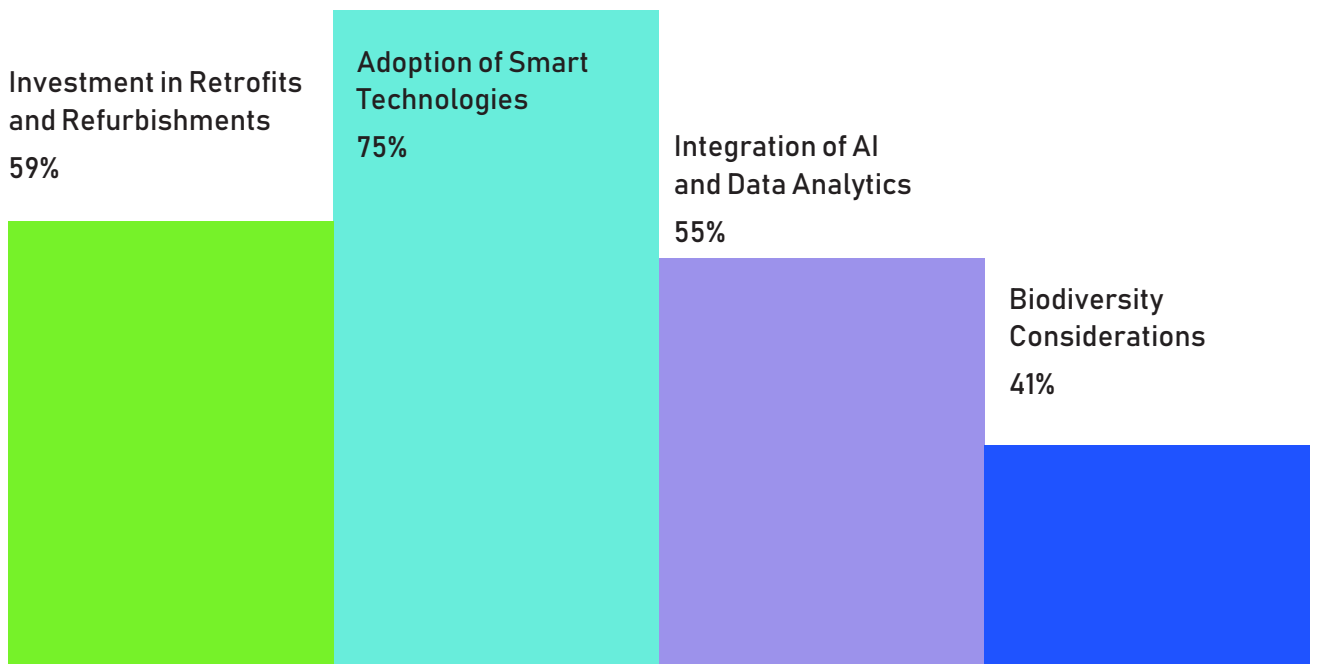 Investment in Retrofits
and Refurbishments
59%
Adoption of Smart
Technologies
75%
Integration of AI
and Data Analytics
55%
Biodiversity
Considerations
41%